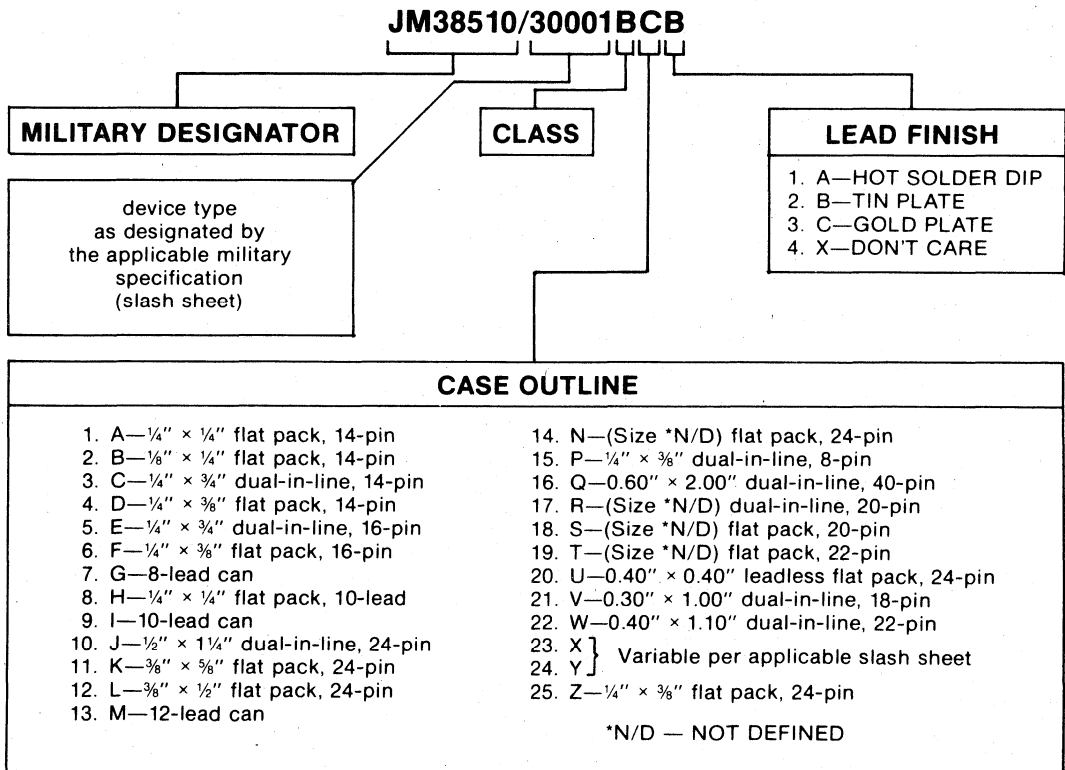 JM38510/30001BCB
MILITARY DESIGNATOR
CLASS
LEAD FINISH
1. A—HOT SOLDER DIP
2. B—TIN PLATE
3. C—GOLD PLATE
4. X—DON'T CARE
device type
as designated by
the applicable military
specification
(slash sheet)
CASE OUTLINE
1. A—¼" × ¼" flat pack, 14-pin
2. B—⅛" × ¼" flat pack, 14-pin
3. C—¼" × ¾" dual-in-line, 14-pin
4. D—¼" × ⅜" flat pack, 14-pin
5. E—¼" × ¾" dual-in-line, 16-pin
6. F—¼" × ⅜" flat pack, 16-pin
7. G—8-lead can
8. H—¼" × ¼" flat pack, 10-lead
9. I—10-lead can
10. J—½" × 1¼" dual-in-line, 24-pin
11. K—⅜" × ⅝" flat pack, 24-pin
12. L—⅜" × ½" flat pack, 24-pin
13. M—12-lead can
14. N—(Size *N/D) flat pack, 24-pin
15. P—¼" × ⅜" dual-in-line, 8-pin
16. Q—0.60" × 2.00" dual-in-line, 40-pin
17. R—(Size *N/D) dual-in-line, 20-pin
18. S—(Size *N/D) flat pack, 20-pin
19. T—(Size *N/D) flat pack, 22-pin
20. U—0.40" × 0.40" leadless flat pack, 24-pin
21. V—0.30" × 1.00" dual-in-line, 18-pin
22. W—0.40" × 1.10" dual-in-line, 22-pin
23. X
24. Y
Variable per applicable slash sheet
25. Z—¼" × ⅜" flat pack, 24-pin
*N/D — NOT DEFINED